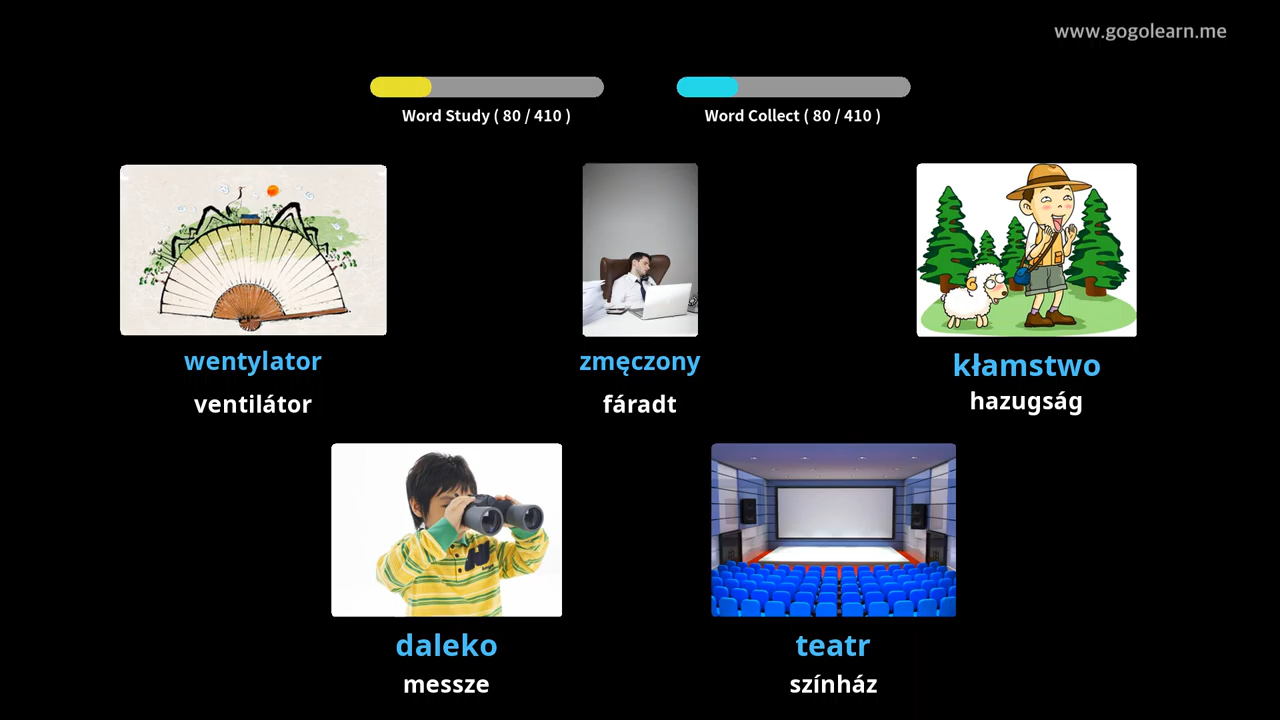 www.gogolearn.me
Word Study ( 80 / 410 )
Word Collect ( 80 / 410 )
wentylator
ventilátor
zmęczony
fáradt
kłamstwo
hazugság
daleko
messze
teatr
színház